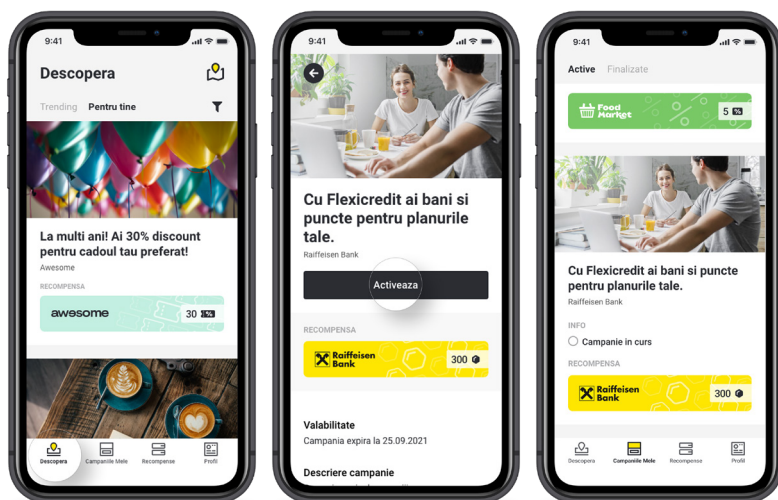 9:41
Descopera
Trending Pentru tine
La multi ani! Ai 30% discount
pentru cadoul tau preferat!
Awesome
RECOMPENSA
awesome
30
Descopera Campaniile Mele Recompense Profil
9:41
Cu Flexicredit ai bani si
puncte pentru planurile
tale.
Raiffeisen Bank
Activeaza
RECOMPENSA
Raiffeisen
Bank
300
Valabilitate
Campania expira la 25.09.2021
Descriere campanie
9:41
Active Finalizate
Food
Market
5 %
Cu Flexicredit ai bani si puncte
pentru planurile tale.
Raiffeisen Bank
INFO
Campanie in curs
RECOMPENSA
Raiffeisen
Bank
300
Descopera Campaniile Mele Recompense Profil